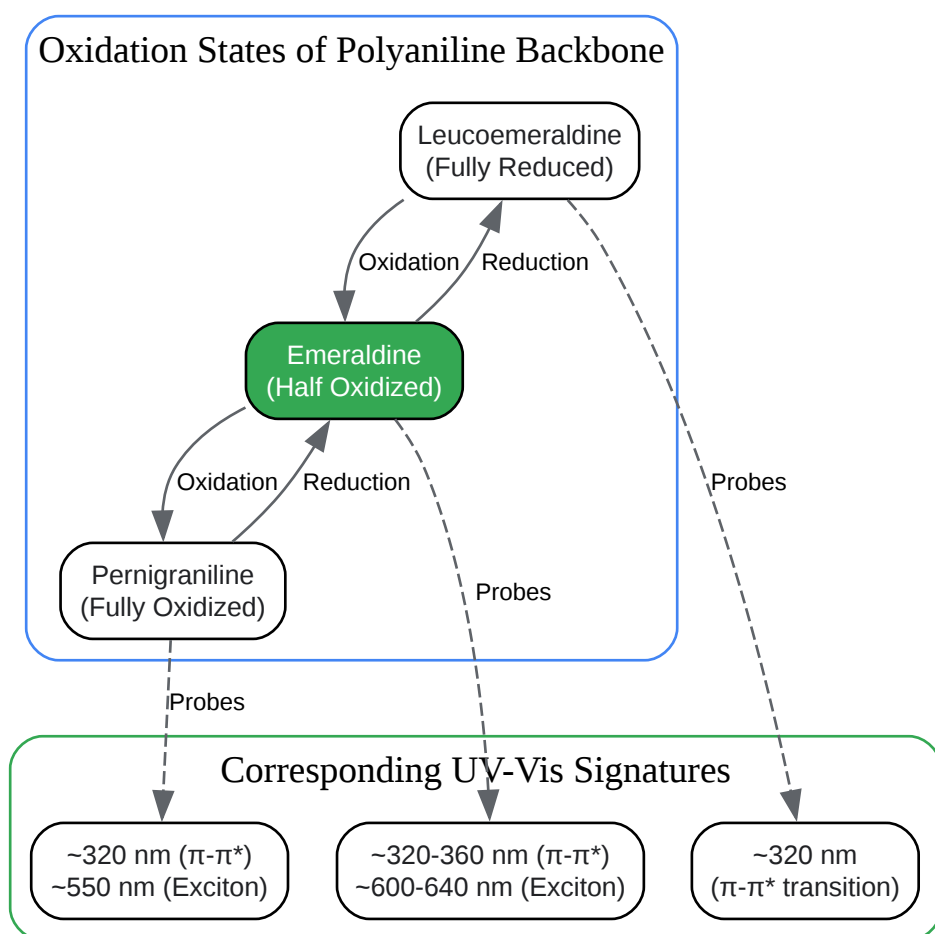 Oxidation States of Polyaniline Backbone
Leucoemeraldine
(Fully Reduced)
Oxidation
Reduction
Emeraldine
(Half Oxidized)
Oxidation
Reduction
Probes
Pernigraniline
(Fully Oxidized)
Probes
Probes
Corresponding UV-Vis Signatures
~320 nm (π-π*)
~550 nm (Exciton)
~320-360 nm (π-π*)
~600-640 nm (Exciton)
~320 nm
(π-π* transition)